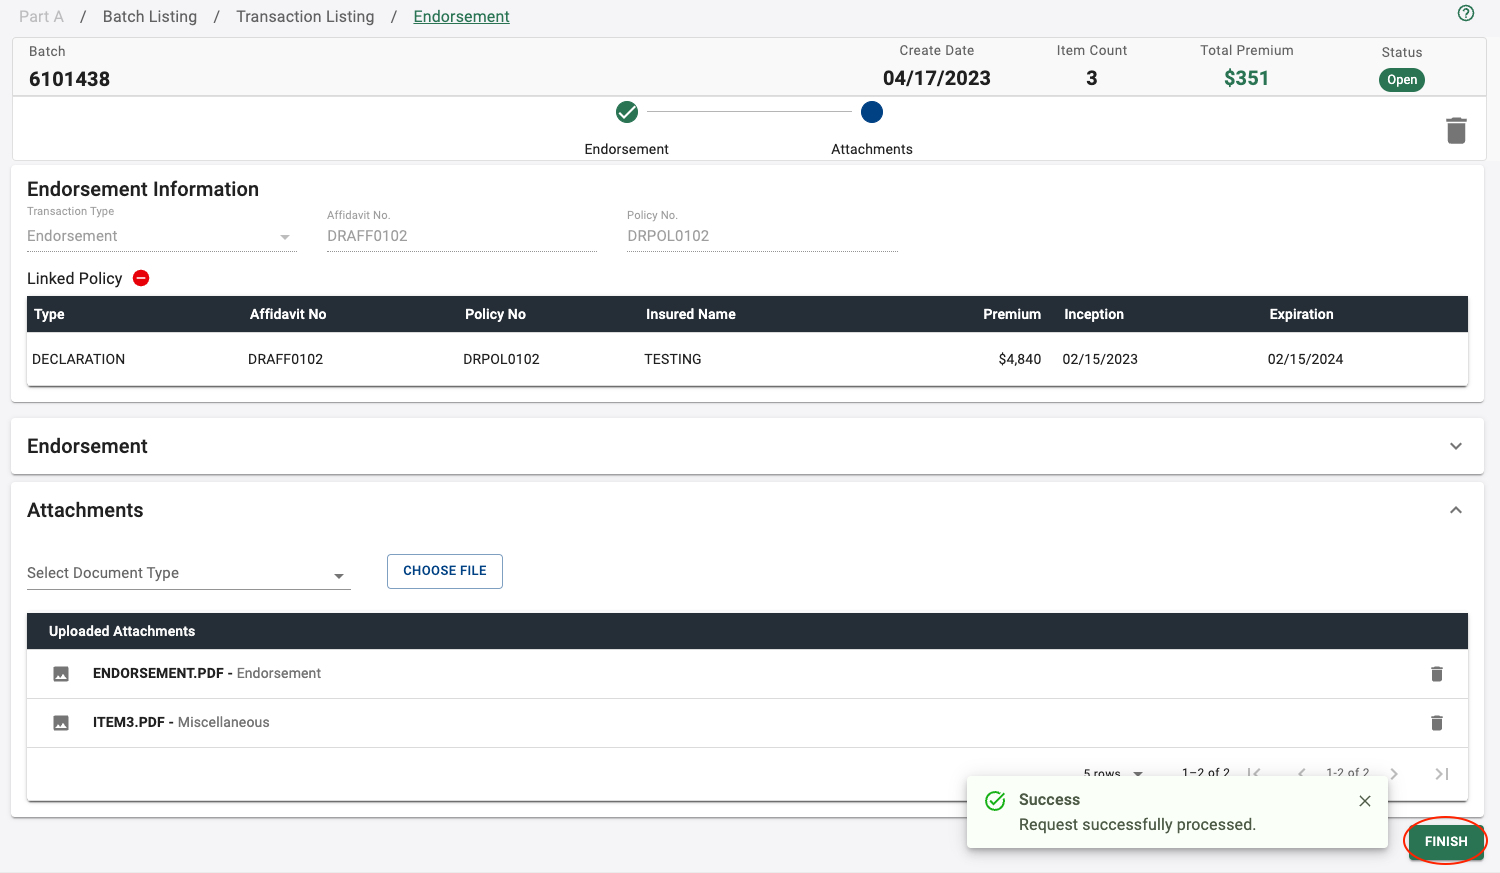 Part A / Batch Listing / Transaction Listing / Endorsement
Batch Create Date Item Count Total Premium Status
6101438 04/17/2023 3 $351 Open
Endorsement Attachments
Endorsement Information
Transaction Type Affidavit No. Policy No.
Endorsement DRAFF0102 DRPOL0102
Linked Policy
Type Affidavit No Policy No Insured Name Premium Inception Expiration
DECLARATION DRAFF0102 DRPOL0102 TESTING $4,840 02/15/2023 02/15/2024
Endorsement
Attachments
Select Document Type CHOOSE FILE
Uploaded Attachments
ENDORSEMENT.PDF - Endorsement
ITEM3.PDF - Miscellaneous
5 rows 1–2 of 2 1-2 of 2
Success
Request successfully processed.
FINISH